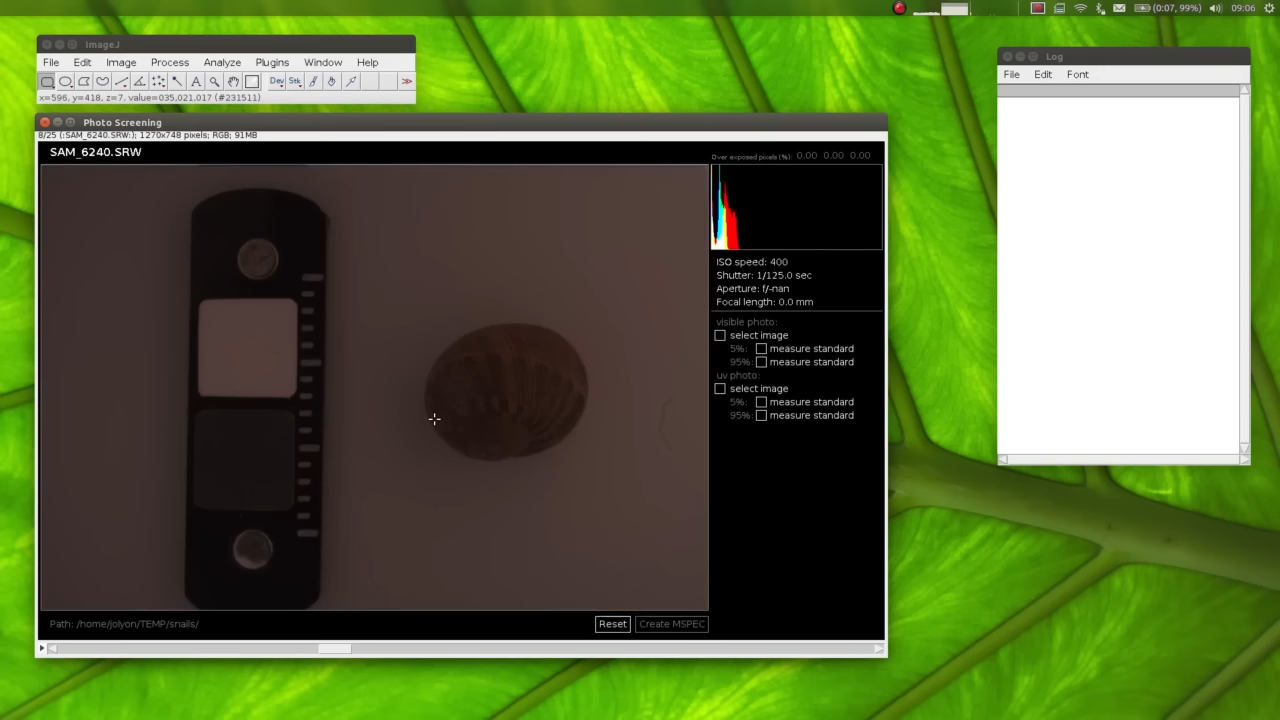 (0:07, 99%) 09:06
ImageJ
File Edit Image Process Analyze Plugins Window Help
A Dev Stk >>
x=596, y=418, z=7, value=035,021,017 (#231511)
Log
File Edit Font
Photo Screening
8/25 (:SAM_6240.SRW:); 1270x748 pixels; RGB; 91MB
SAM_6240.SRW
Over exposed pixels (%): 0.00 0.00 0.00
ISO speed: 400
Shutter: 1/125.0 sec
Aperture: f/-nan
Focal length: 0.0 mm
visible photo:
select image
5%: measure standard
95%: measure standard
uv photo:
select image
5%: measure standard
95%: measure standard
Path: /home/jolyon/TEMP/snails/
Reset Create MSPEC